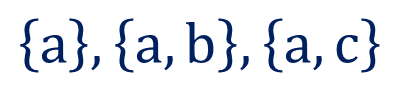 {a}, {a, b}, {a, c}